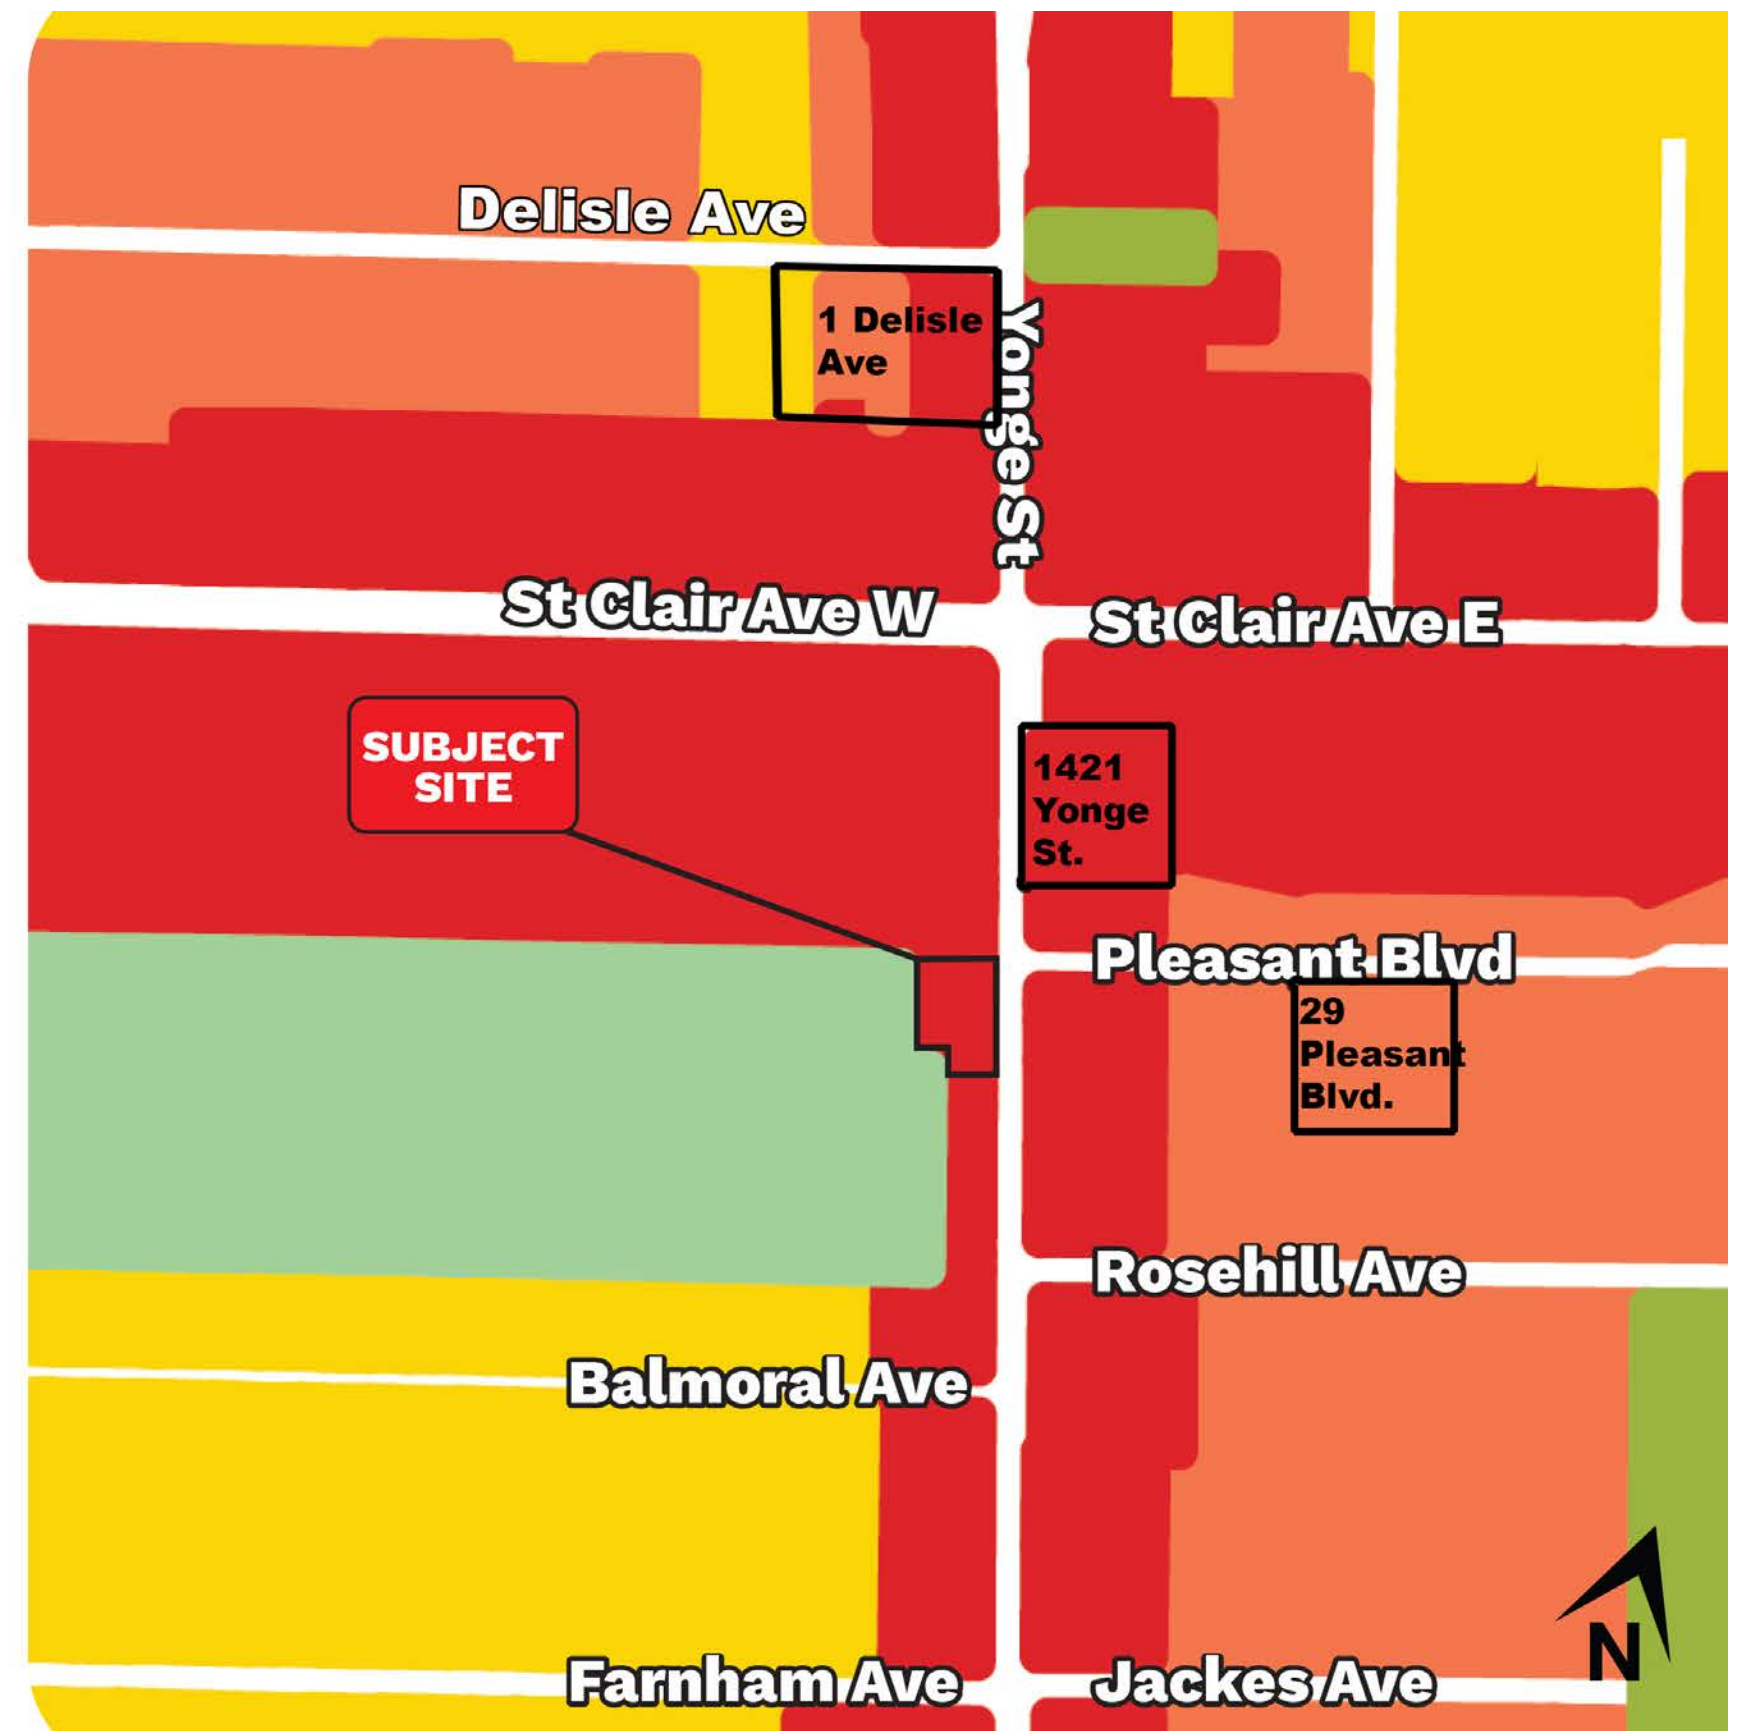 Delisle Ave
1 Delisle
Ave
Yonge St
St Clair Ave W
St Clair Ave E
SUBJECT
SITE
1421
Yonge
St.
Pleasant Blvd
29
Pleasant
Blvd.
Rosehill Ave
Balmoral Ave
Farnham Ave
Jackes Ave
N